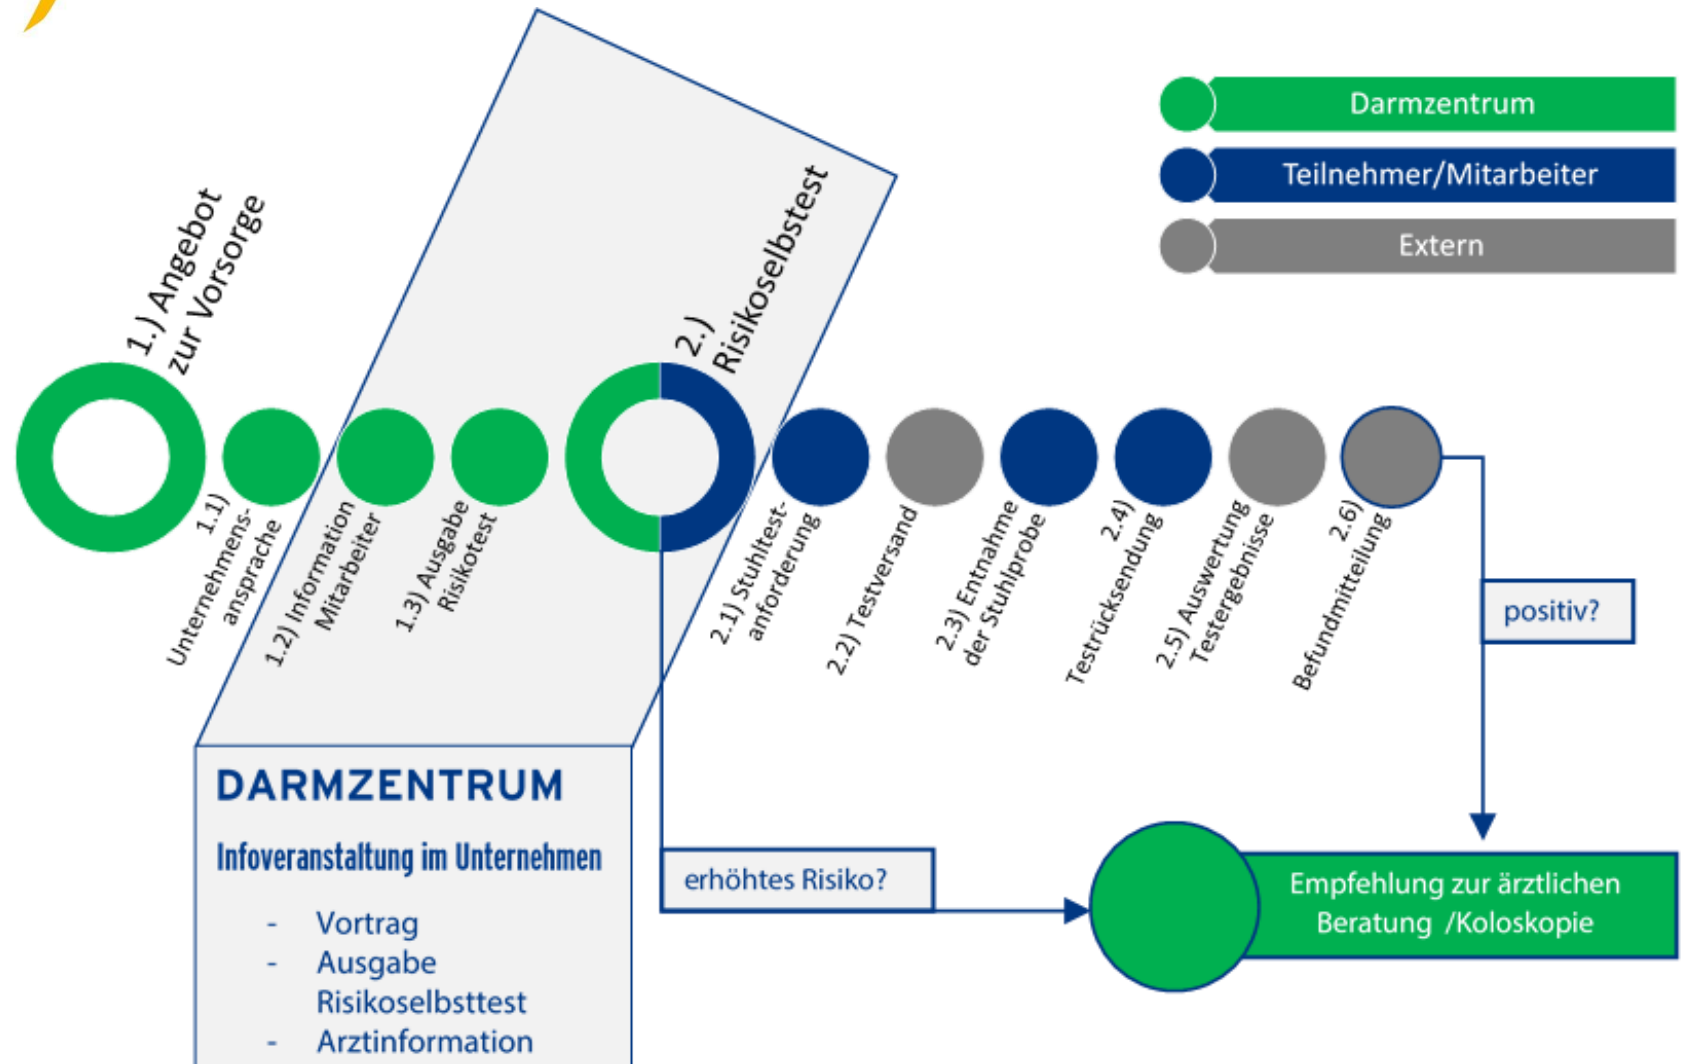 Darmzentrum
Teilnehmer/Mitarbeiter
Extern
1.) Angebot
zur Vorsorge
1.1)
Unternehmens-
ansprache
1.2) Information
Mitarbeiter
1.3) Ausgabe
Risikotest
2.)
Risikoselbstest
2.1) Stuhltest-
anforderung
2.2) Testversand
2.3) Entnahme
der Stuhlprobe
2.4)
Testrücksendung
2.5) Auswertung
Testergebnisse
2.6)
Befundmitteilung
positiv?
DARMZENTRUM
Infoveranstaltung im Unternehmen
- Vortrag
- Ausgabe
Risikoselbsttest
- Arztinformation
erhöhtes Risiko?
Empfehlung zur ärztlichen
Beratung /Koloskopie